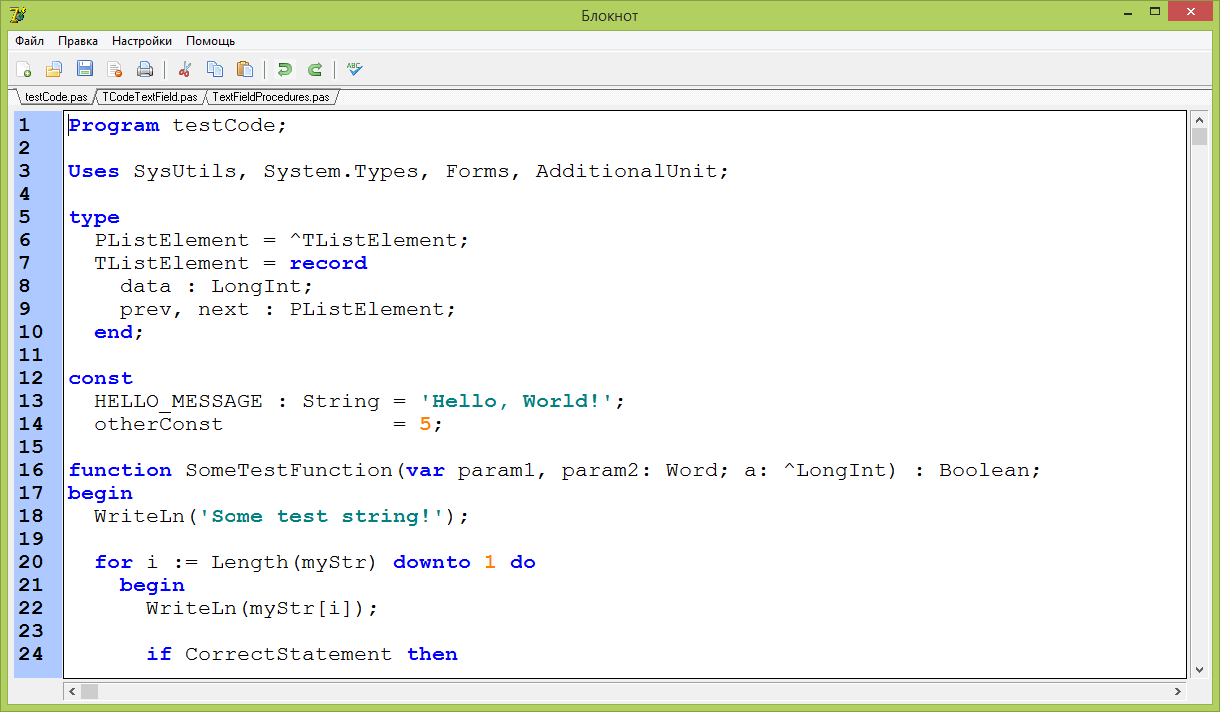 Блокнот
Файл Правка Настройки Помощь
ABC
testCode.pas TCodeTextField.pas TextFieldProcedures.pas
1 Program testCode;
2
3 Uses SysUtils, System.Types, Forms, AdditionalUnit;
4
5 type
6   PListElement = ^TListElement;
7   TListElement = record
8     data : LongInt;
9     prev, next : PListElement;
10   end;
11
12 const
13   HELLO_MESSAGE : String = 'Hello, World!';
14   otherConst             = 5;
15
16 function SomeTestFunction(var param1, param2: Word; a: ^LongInt) : Boolean;
17 begin
18   WriteLn('Some test string!');
19
20   for i := Length(myStr) downto 1 do
21     begin
22       WriteLn(myStr[i]);
23
24       if CorrectStatement then